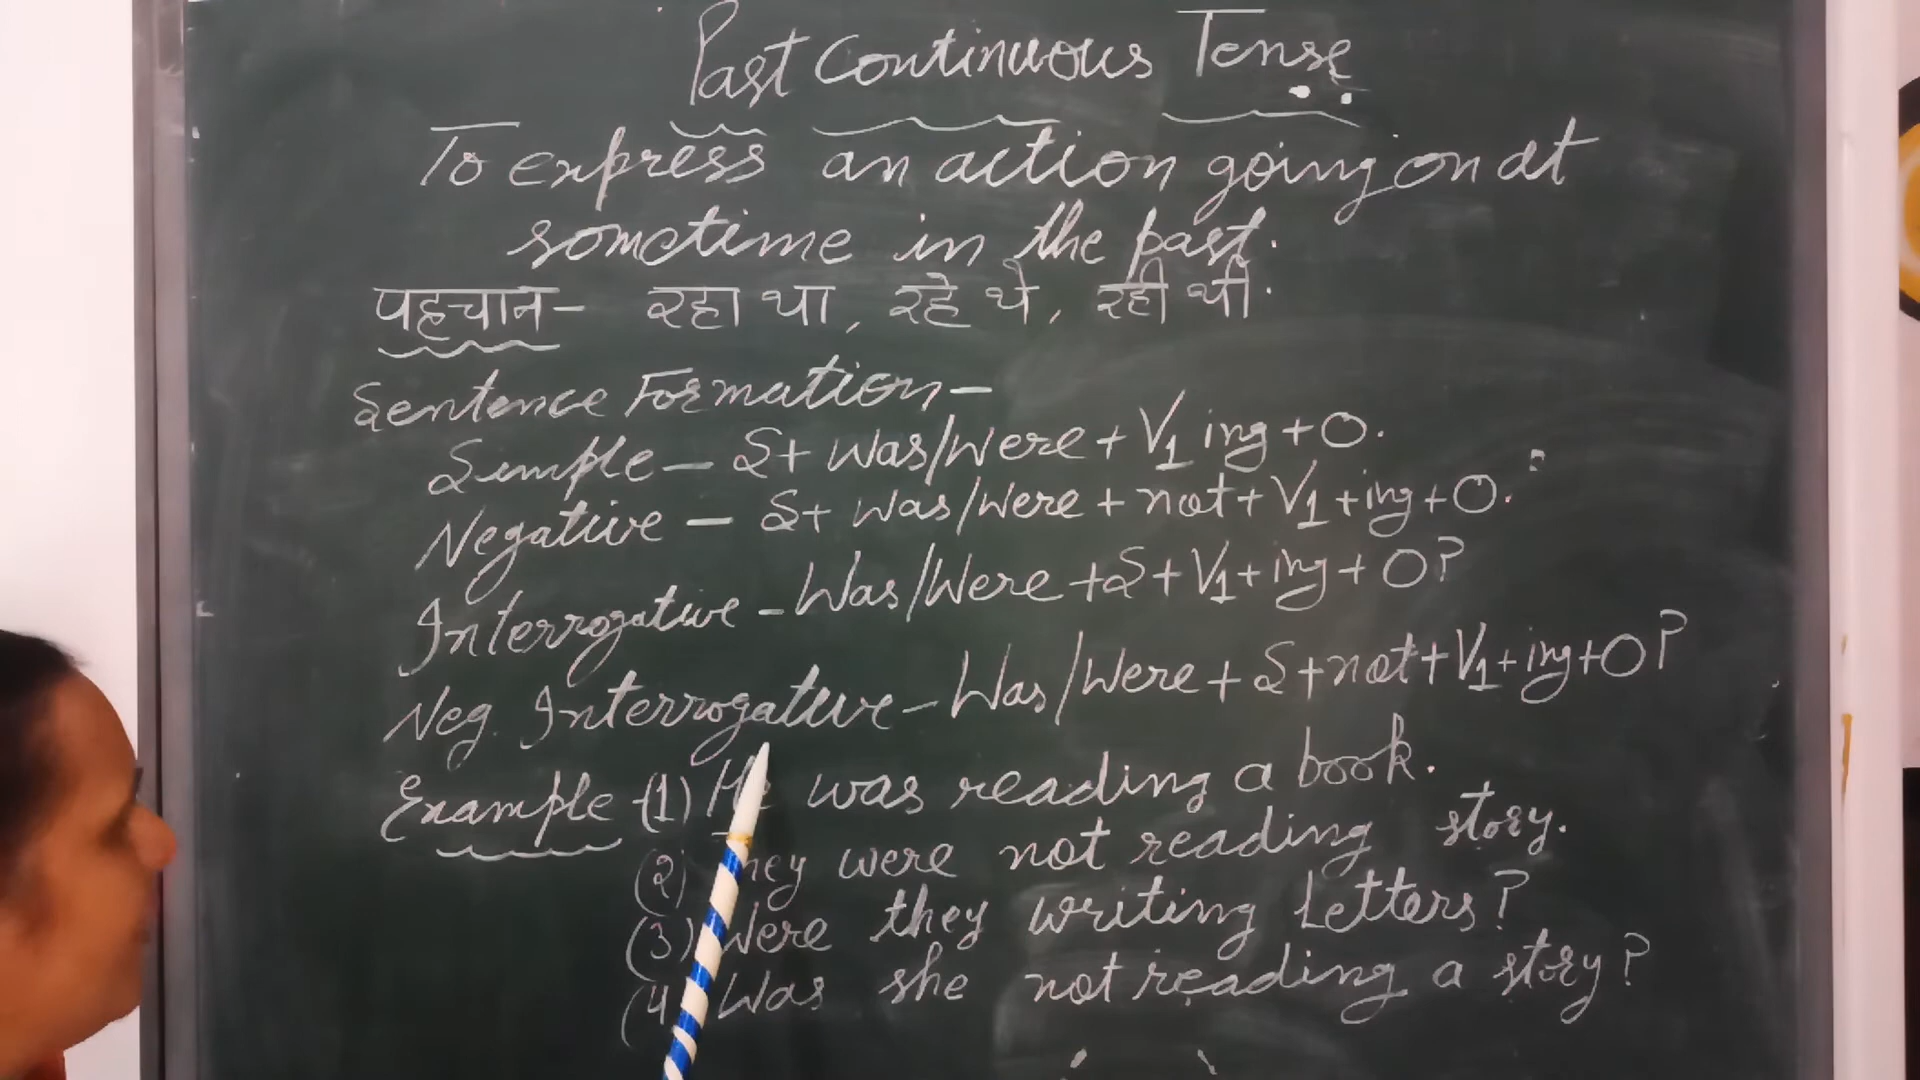 Past Continuous Tense
To express an action going on at
sometime in the past.
पहचान- रहा था, रहे थे, रही थी.
Sentence Formation-
Simple - S+ Was/Were + V1 ing + O.
Negative - S+ Was/Were + not + V1 + ing + O.
Interrogative - Was/Were + S + V1 + ing + O?
Neg. Interrogative - Was/Were + S + not + V1 + ing + O?
Example -(1) He was reading a book.
(2) They were not reading story.
(3) Were they writing Letters?
(4) Was she not reading a story?